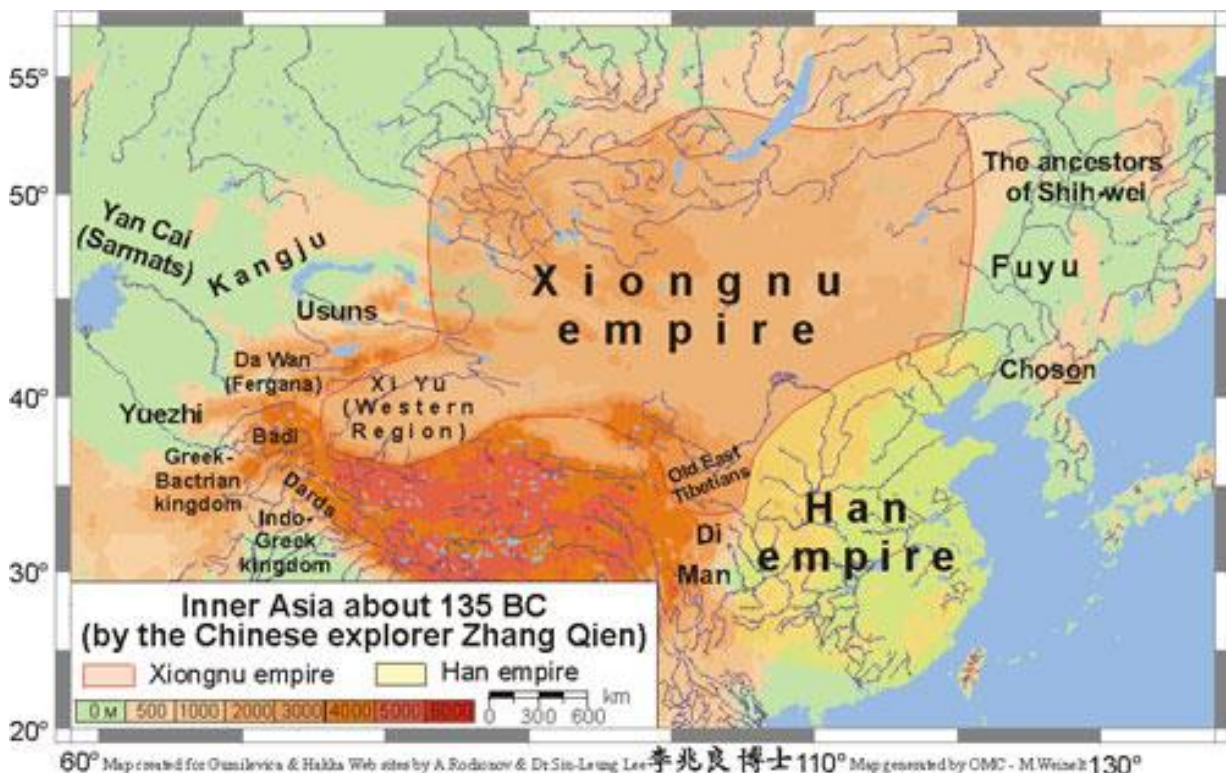 55°
50°
40°
30°
20°
60°
110°
130°
Yan Cai
(Sarmats)
Kangju
Usuns
Da Wan
(Fergana)
Yuezhi
Badi
Greek-
Bactrian
kingdom
Dards
Indo-
Greek
kingdom
Xi Yu
(Western
Region)
Xiongnu
empire
The ancestors
of Shih-wei
Fuyu
Choson
Old East
Tibetians
Di
Man
Han
empire
Inner Asia about 135 BC
(by the Chinese explorer Zhang Qien)
Xiongnu empire
Han empire
0 м 500 1000 2000 3000 4000 5000 6000
km
0 300 600
Map created for Gumilevica & Hakka Web sites by A.Rodionov & Dr Siu-Leung Lee 李兆良博士
Map generated by OMC - M.Weinelt